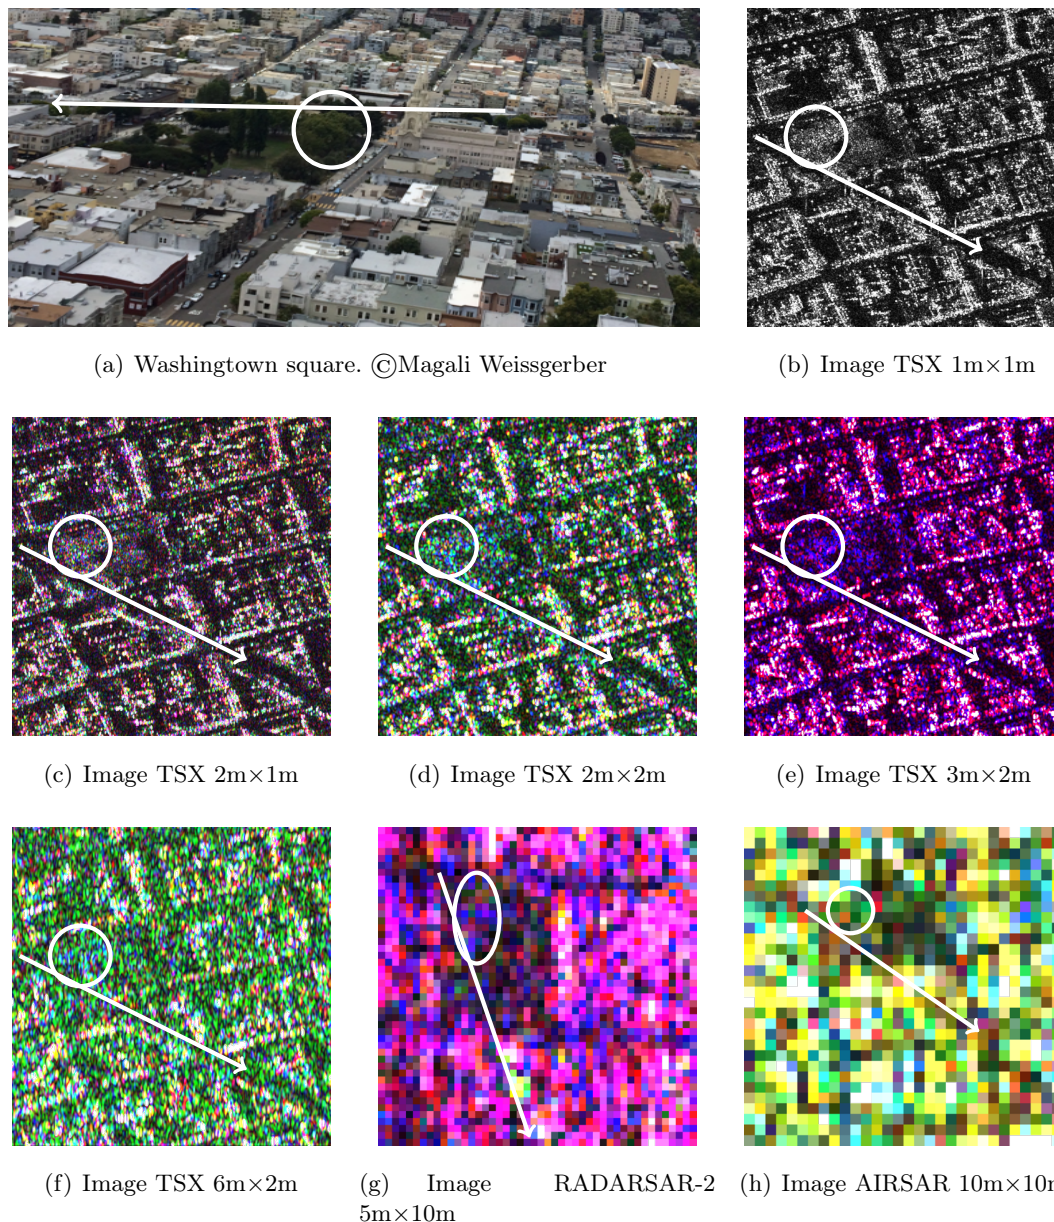 (a) Washingtown square. ©Magali Weissgerber
(b) Image TSX 1m×1m
(c) Image TSX 2m×1m
(d) Image TSX 2m×2m
(e) Image TSX 3m×2m
(f) Image TSX 6m×2m
(g) Image RADARSAR-2
5m×10m
(h) Image AIRSAR 10m×10m